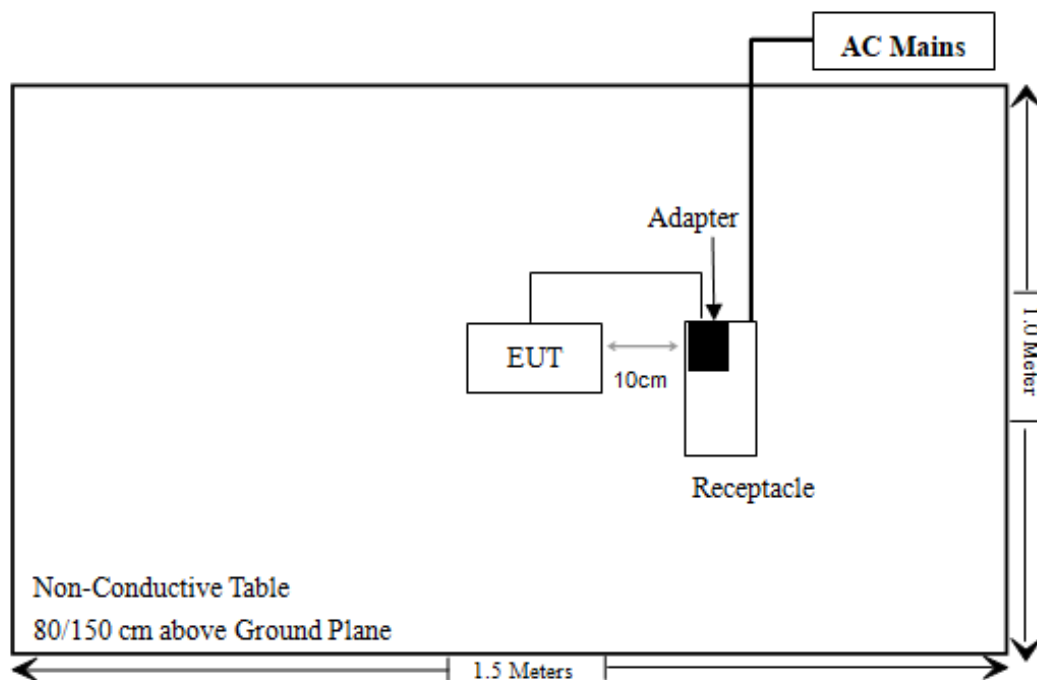 AC Mains
Adapter
EUT
10cm
1.0 Meter
Receptacle
Non-Conductive Table
80/150 cm above Ground Plane
1.5 Meters